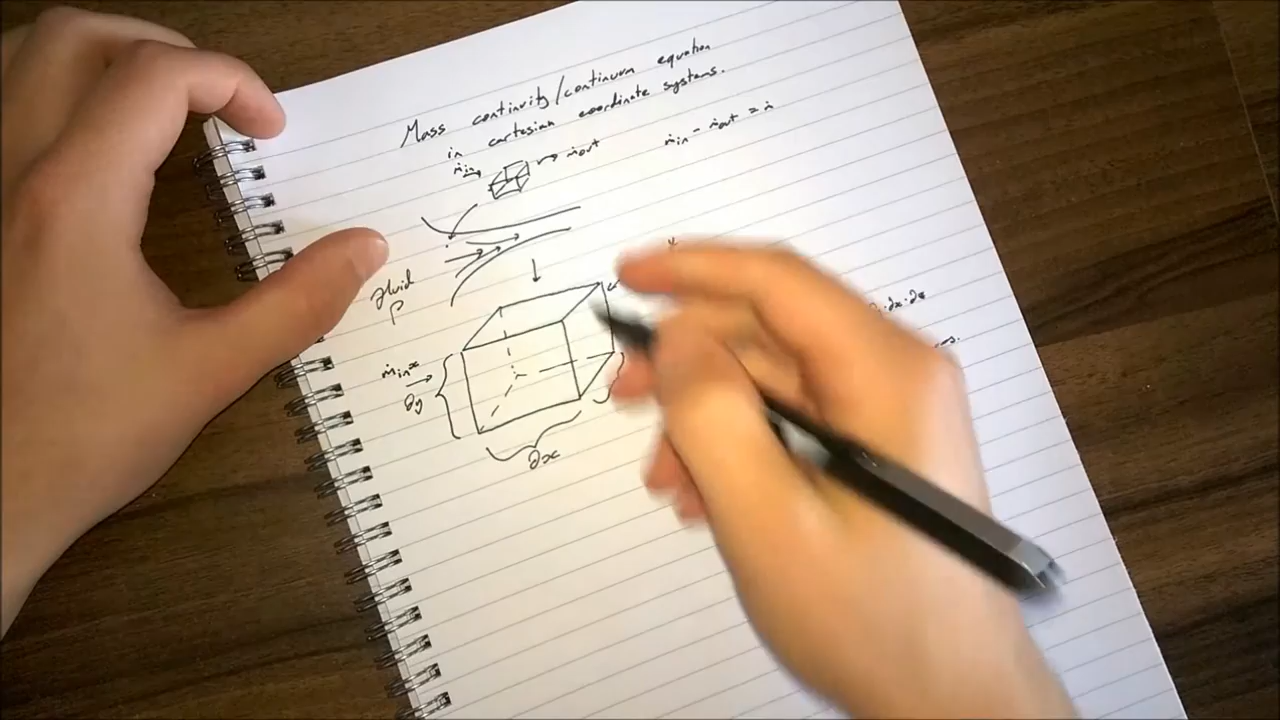 Mass continuity/continuum equation
in cartesian coordinate systems.
ṁin → ṁout
ṁin - ṁout = ṁ
fluid
ρ
ṁin x
∂y
∂x